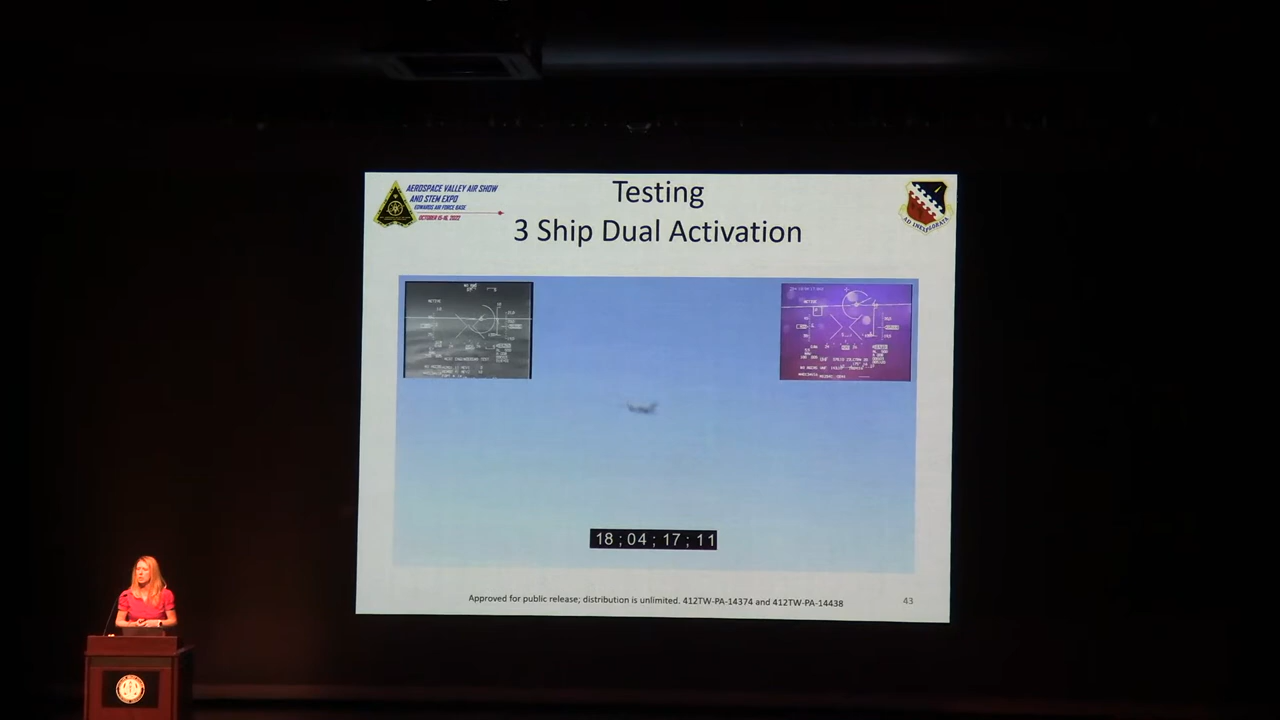 AEROSPACE VALLEY AIR SHOW
AND STEM EXPO
EDWARDS AIR FORCE BASE
OCTOBER 15-16, 2022
Testing
3 Ship Dual Activation
AD INEXPLORATA
18;04;17;11
Approved for public release; distribution is unlimited. 412TW-PA-14374 and 412TW-PA-14438
43